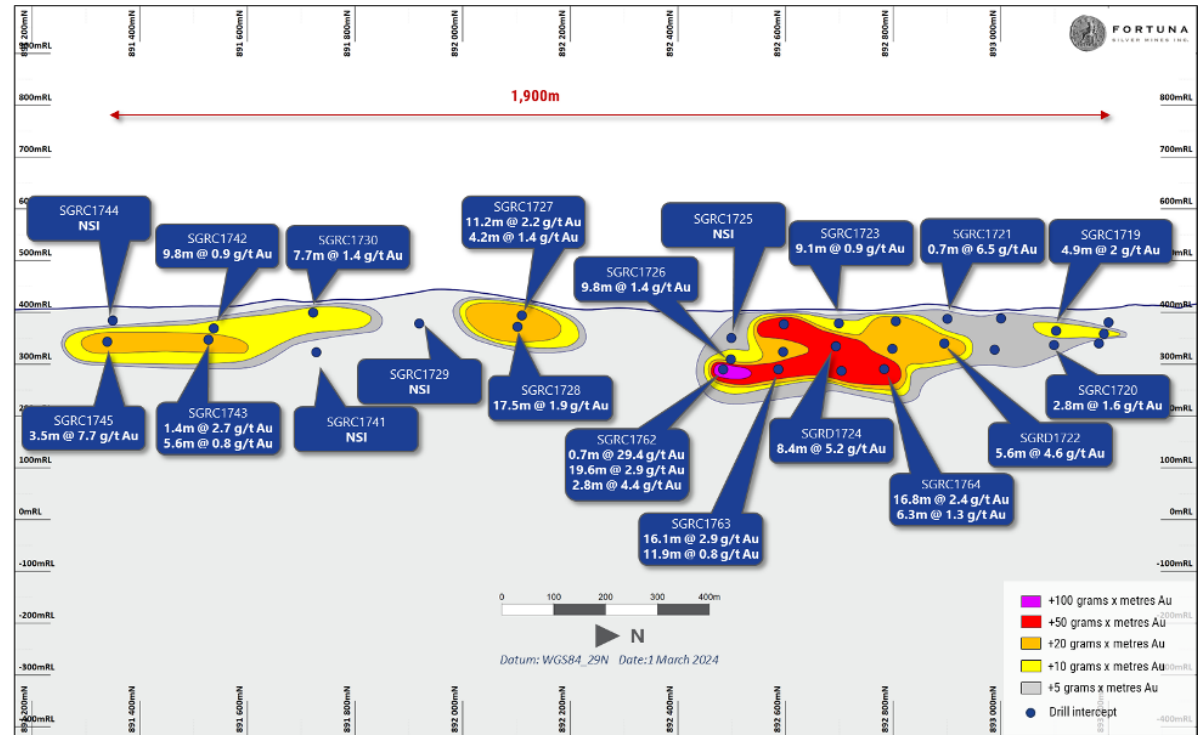 891 200mN
891 400mN
891 600mN
891 800mN
892 000mN
892 200mN
892 400mN
892 600mN
892 800mN
893 000mN
FORTUNA
SILVER MINES INC.
900mRL
800mRL
800mRL
700mRL
700mRL
600mRL
600mRL
500mRL
400mRL
400mRL
300mRL
300mRL
100mRL
100mRL
0mRL
0mRL
-100mRL
-100mRL
-200mRL
-200mRL
-300mRL
-400mRL
-400mRL
1,900m
SGRC1744
NSI
SGRC1742
9.8m @ 0.9 g/t Au
SGRC1730
7.7m @ 1.4 g/t Au
SGRC1727
11.2m @ 2.2 g/t Au
4.2m @ 1.4 g/t Au
SGRC1726
9.8m @ 1.4 g/t Au
SGRC1725
NSI
SGRC1723
9.1m @ 0.9 g/t Au
SGRC1721
0.7m @ 6.5 g/t Au
SGRC1719
4.9m @ 2 g/t Au
SGRC1745
3.5m @ 7.7 g/t Au
SGRC1743
1.4m @ 2.7 g/t Au
5.6m @ 0.8 g/t Au
SGRC1741
NSI
SGRC1729
NSI
SGRC1728
17.5m @ 1.9 g/t Au
SGRC1762
0.7m @ 29.4 g/t Au
19.6m @ 2.9 g/t Au
2.8m @ 4.4 g/t Au
SGRC1763
16.1m @ 2.9 g/t Au
11.9m @ 0.8 g/t Au
SGRD1724
8.4m @ 5.2 g/t Au
SGRC1764
16.8m @ 2.4 g/t Au
6.3m @ 1.3 g/t Au
SGRD1722
5.6m @ 4.6 g/t Au
SGRC1720
2.8m @ 1.6 g/t Au
0 100 200 300 400m
N
Datum: WGS84_29N Date:1 March 2024
+100 grams x metres Au
+50 grams x metres Au
+20 grams x metres Au
+10 grams x metres Au
+5 grams x metres Au
Drill intercept
891 200mN
891 400mN
891 600mN
891 800mN
892 000mN
892 200mN
892 400mN
892 600mN
892 800mN
893 000mN